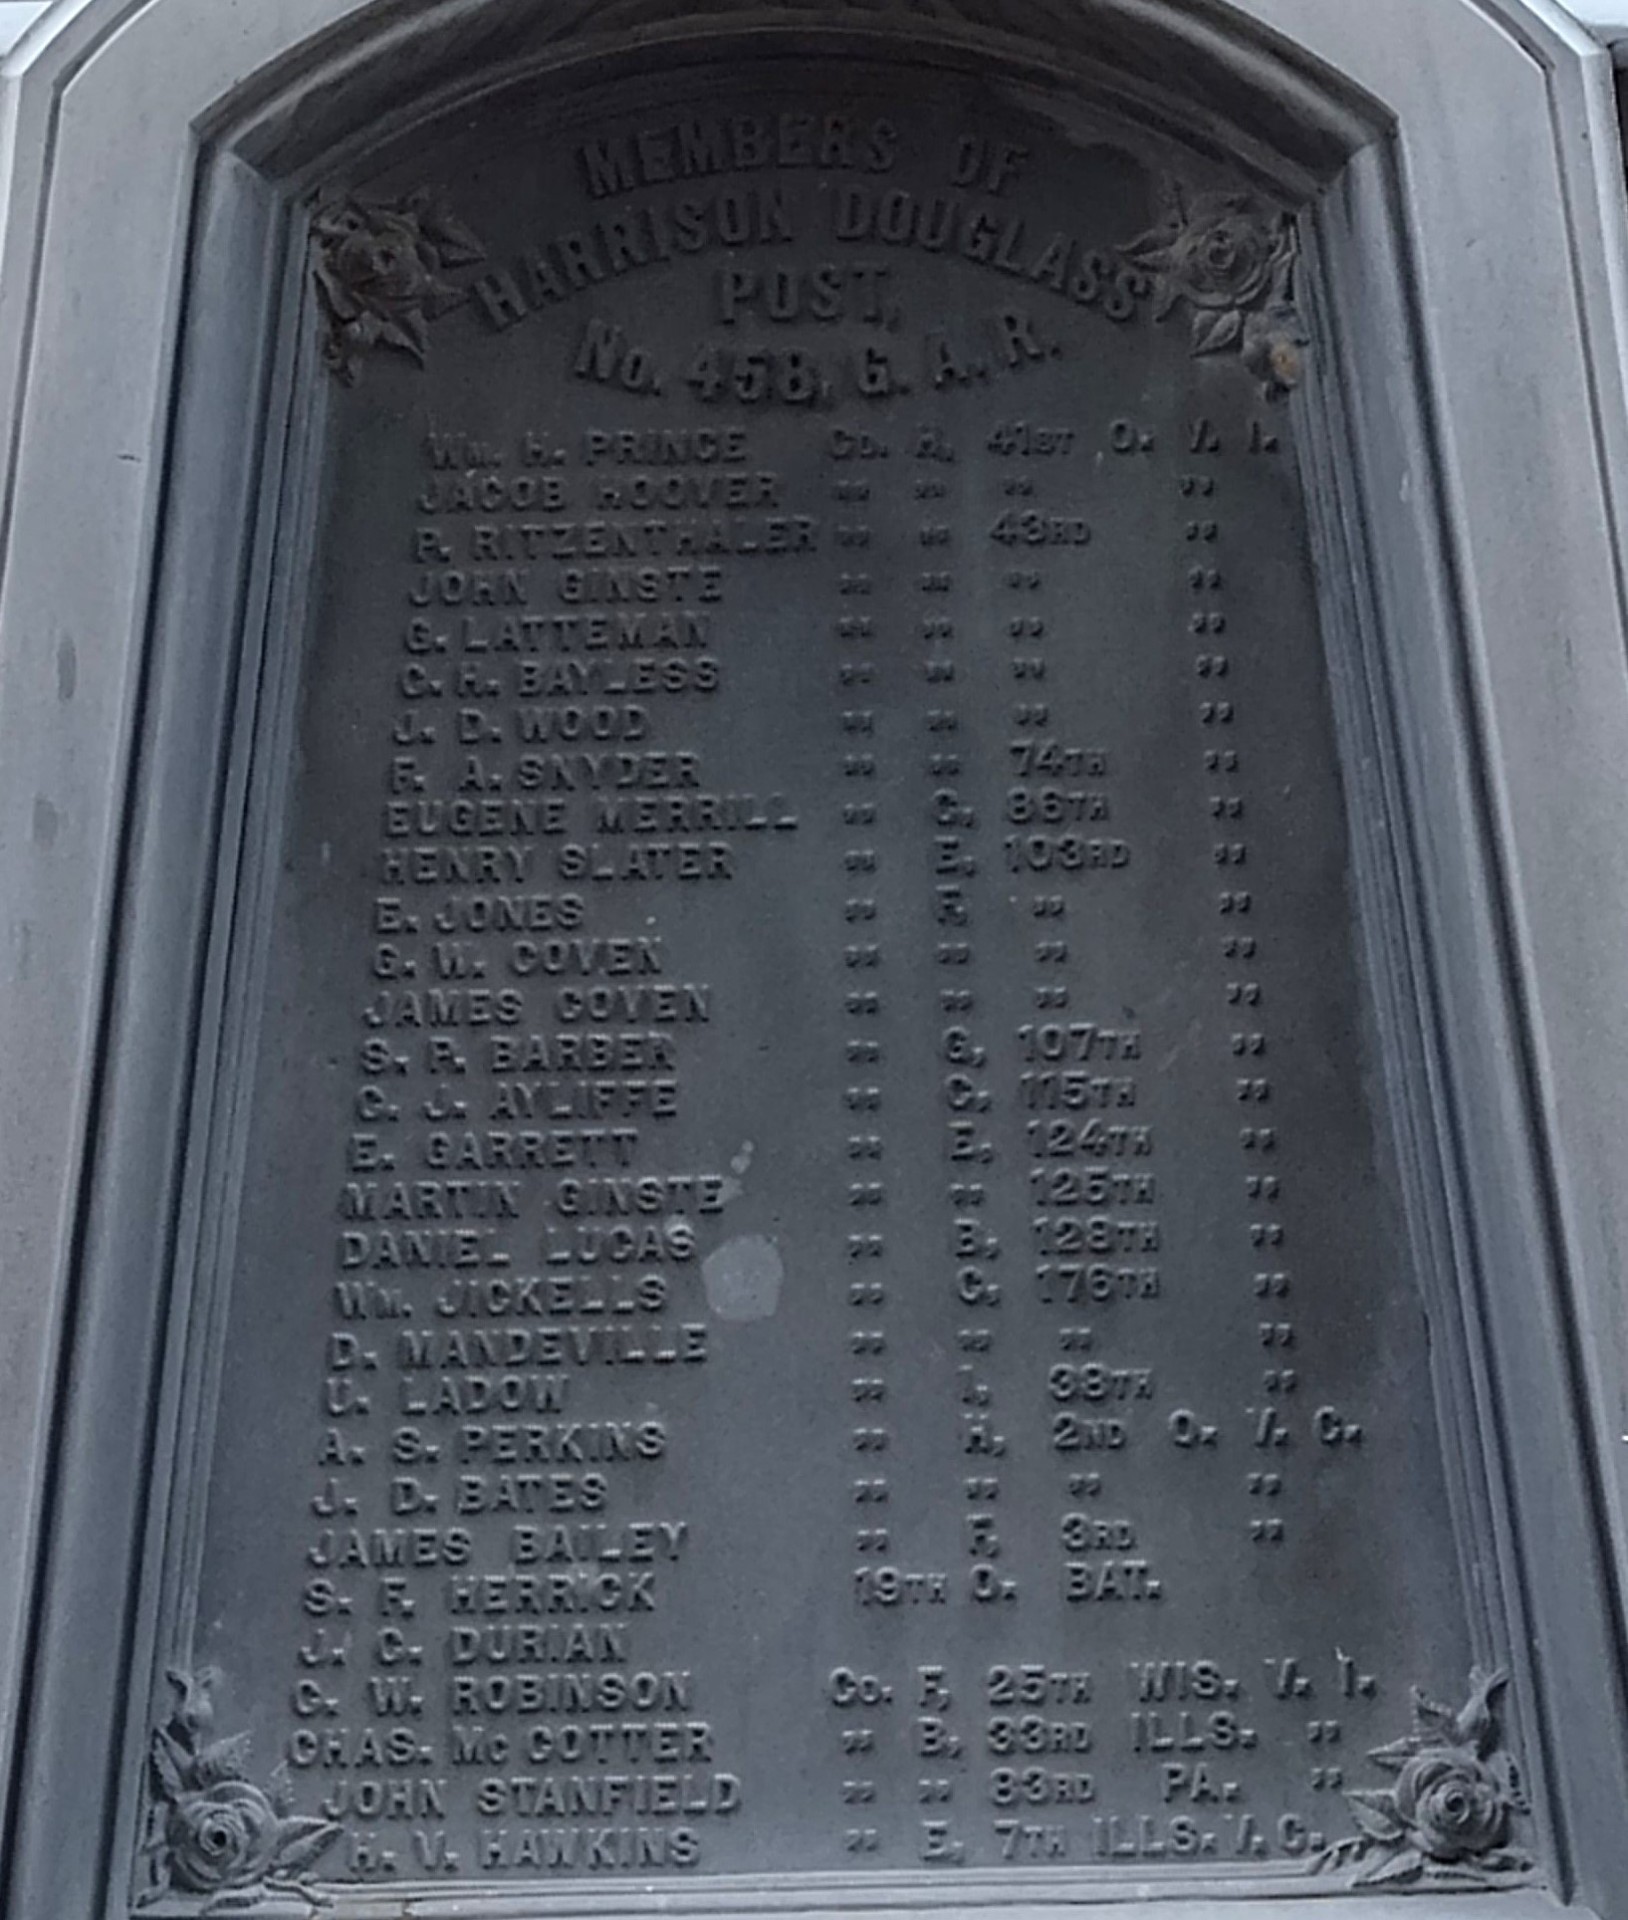 MEMBERS OF
HARRISON DOUGLASS
POST,
No. 458, G. A. R.
WM. H. PRINCE CO. H, 41ST O. V. I.
JACOB HOOVER " " " "
P. RITZENTHALER " " 43RD "
JOHN GINSTE " " " "
G. LATTEMAN " " " "
C. H. BAYLESS " " " "
J. D. WOOD " " " "
F. A. SNYDER " " 74TH "
EUGENE MERRILL " C, 86TH "
HENRY SLATER " E, 103RD "
E. JONES " F, " "
G. W. COVEN " " " "
JAMES COVEN " " " "
S. P. BARBER " G, 107TH "
C. J. AYLIFFE " C, 115TH "
E. GARRETT " E, 124TH "
MARTIN GINSTE " " 125TH "
DANIEL LUCAS " B, 128TH "
WM. JICKELLS " C, 176TH "
D. MANDEVILLE " " " "
U. LADOW " I, 38TH "
A. S. PERKINS " H, 2ND O. V. C.
J. D. BATES " " " "
JAMES BAILEY " F, 3RD "
S. F. HERRICK 19TH O. BAT.
J. C. DURIAN
C. W. ROBINSON CO. F, 25TH WIS. V. I.
CHAS. Mc COTTER " B, 33RD ILLS. "
JOHN STANFIELD " " 83RD PA. "
H. V. HAWKINS " E, 7TH ILLS. V. C.